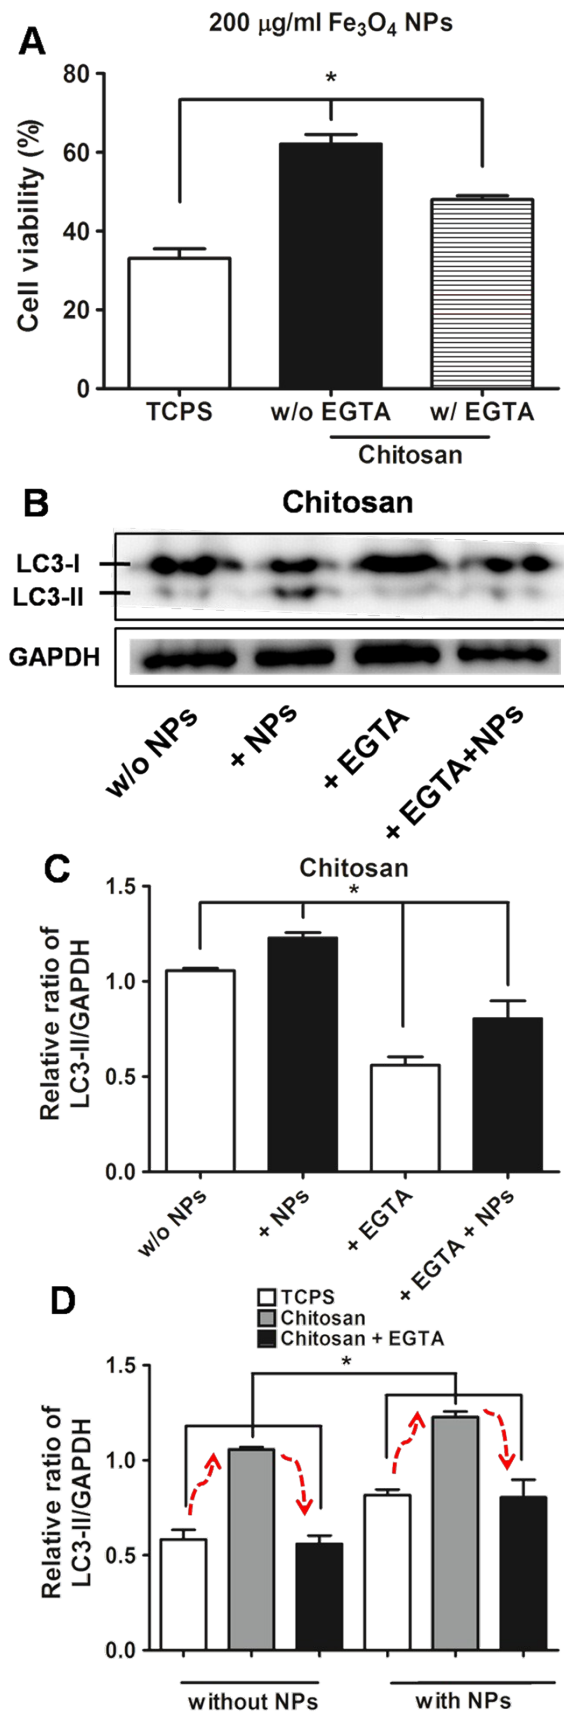 A
200 μg/ml Fe₃O₄ NPs
*
Cell viability (%)
80
60
40
20
0
TCPS
w/o EGTA
w/ EGTA
Chitosan
B
Chitosan
LC3-I
LC3-II
GAPDH
w/o NPs
+ NPs
+ EGTA
+ EGTA+NPs
C
Chitosan
*
Relative ratio of
LC3-II/GAPDH
1.5
1.0
0.5
0.0
w/o NPs
+ NPs
+ EGTA
+ EGTA + NPs
D
TCPS
Chitosan
Chitosan + EGTA
*
Relative ratio of
LC3-II/GAPDH
1.5
1.0
0.5
0.0
without NPs
with NPs